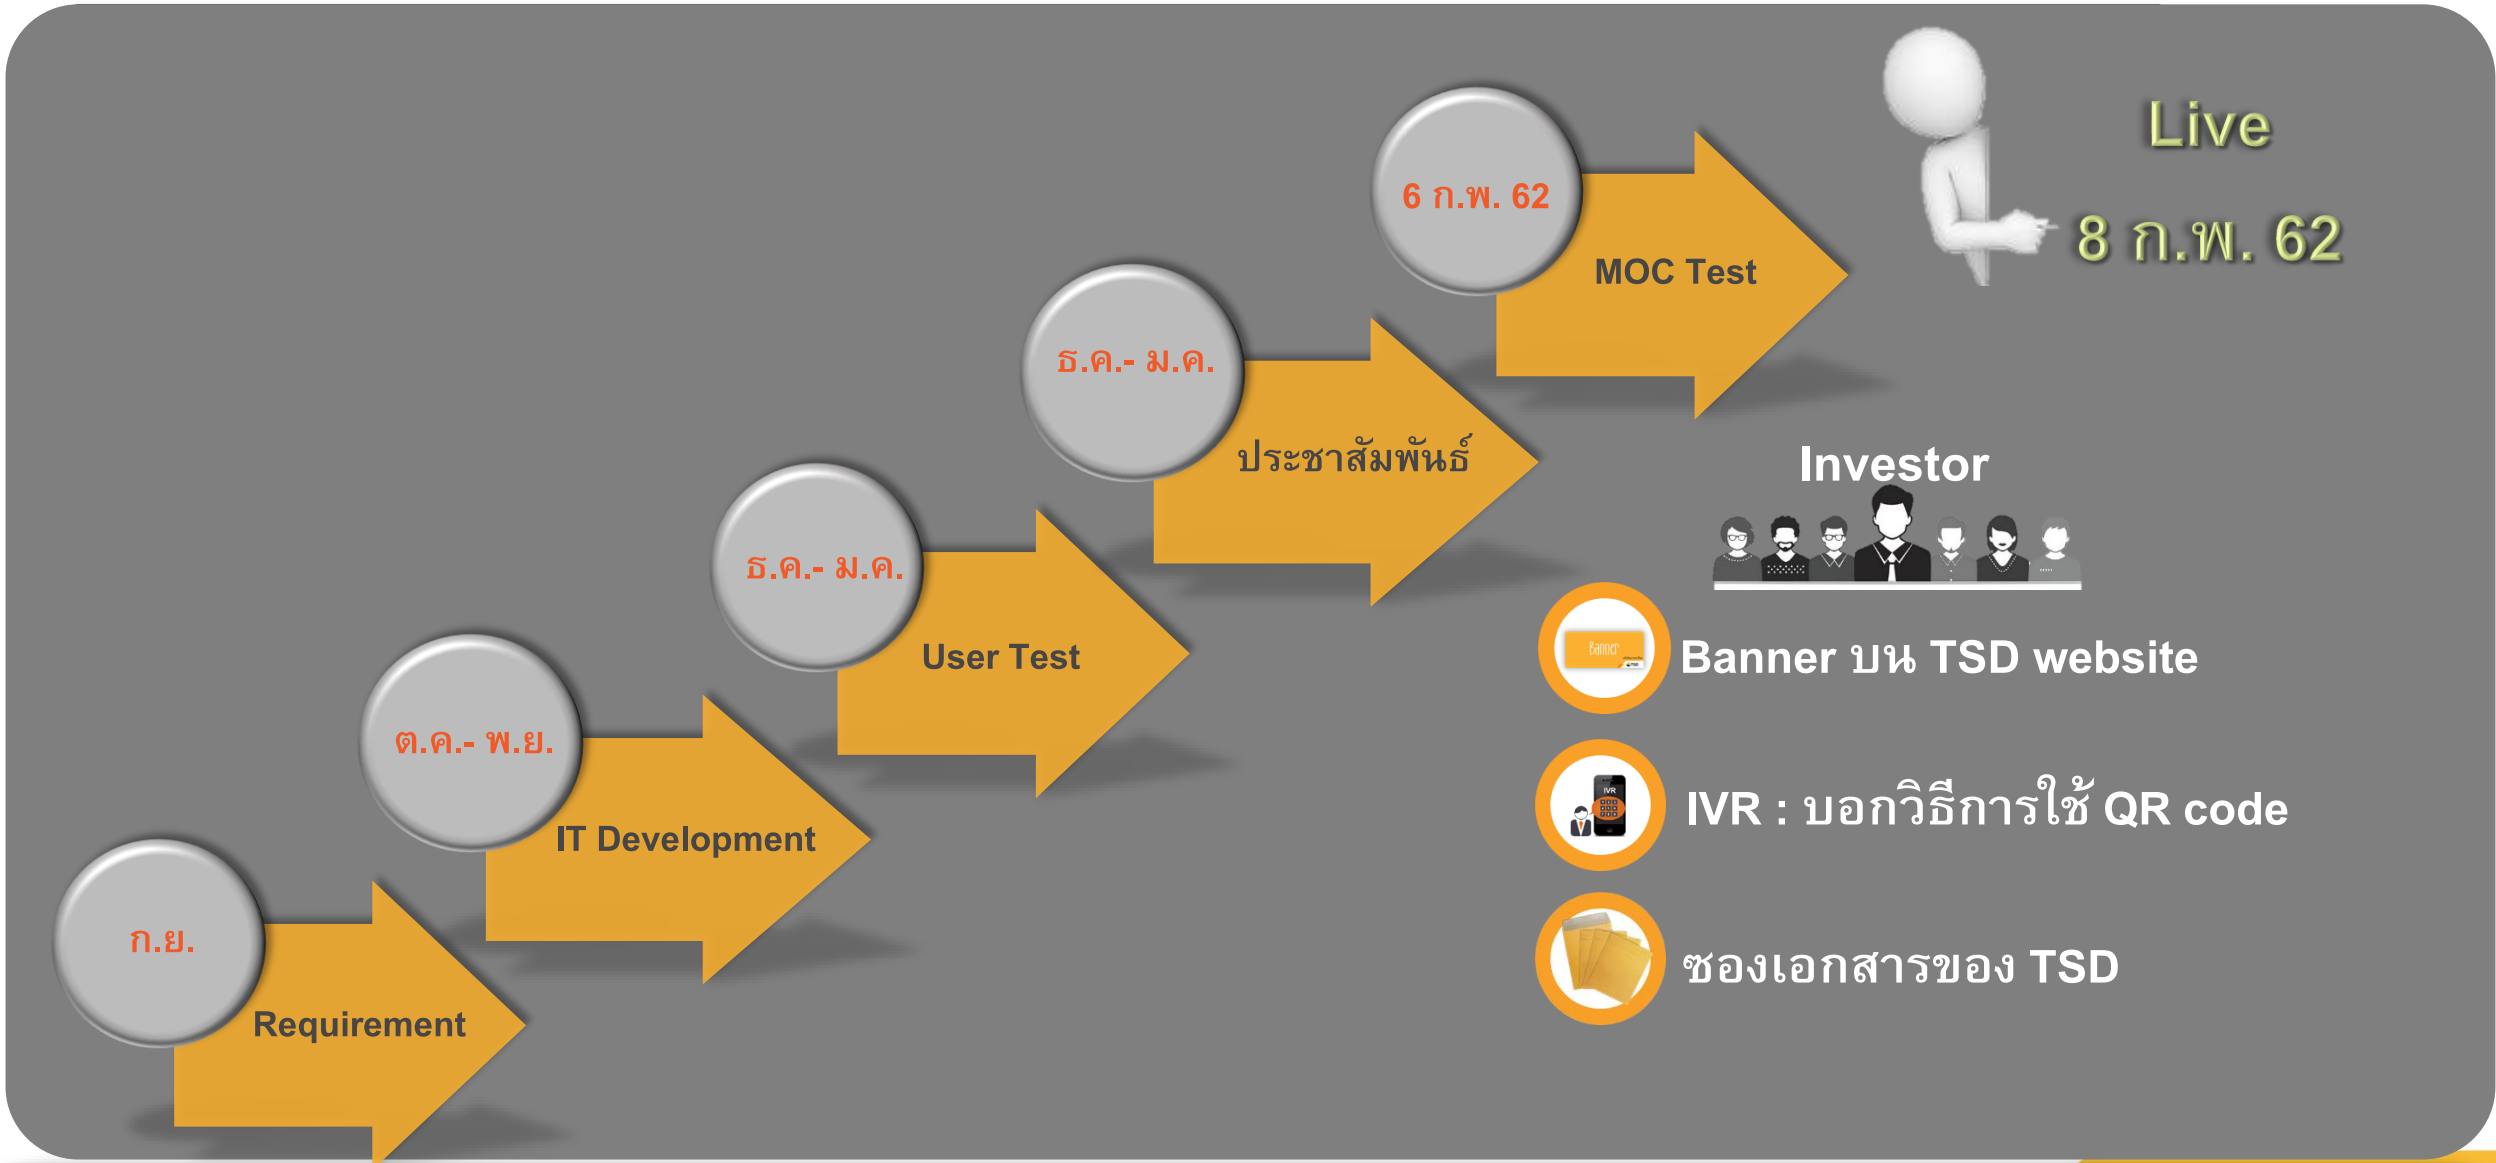 Live
8 ก.พ. 62
6 ก.พ. 62
MOC Test
ธ.ค.- ม.ค.
ประชาสัมพันธ์
ธ.ค.- ม.ค.
User Test
ต.ค.- พ.ย.
IT Development
ก.ย.
Requirement
Investor
Banner
TSD
Banner บน TSD website
IVR
IVR : บอกวิธีการใช้ QR code
ซองเอกสารของ TSD